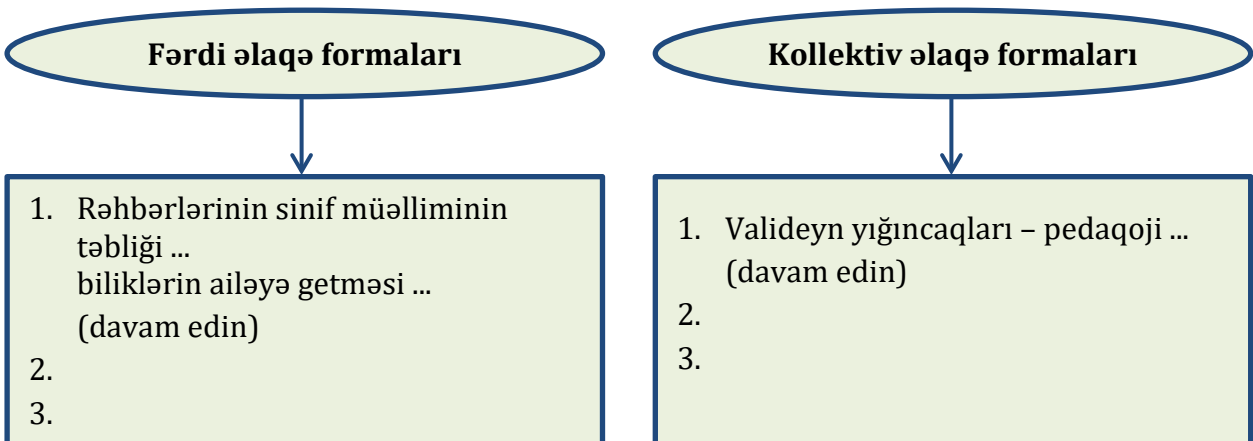 Fərdi əlaqə formaları
1. Rəhbərlərinin sinif müəlliminin
təbliği ...
biliklərin ailəyə getməsi ...
(davam edin)
2.
3.
Kollektiv əlaqə formaları
1. Valideyn yığıncaqları – pedaqoji ...
(davam edin)
2.
3.